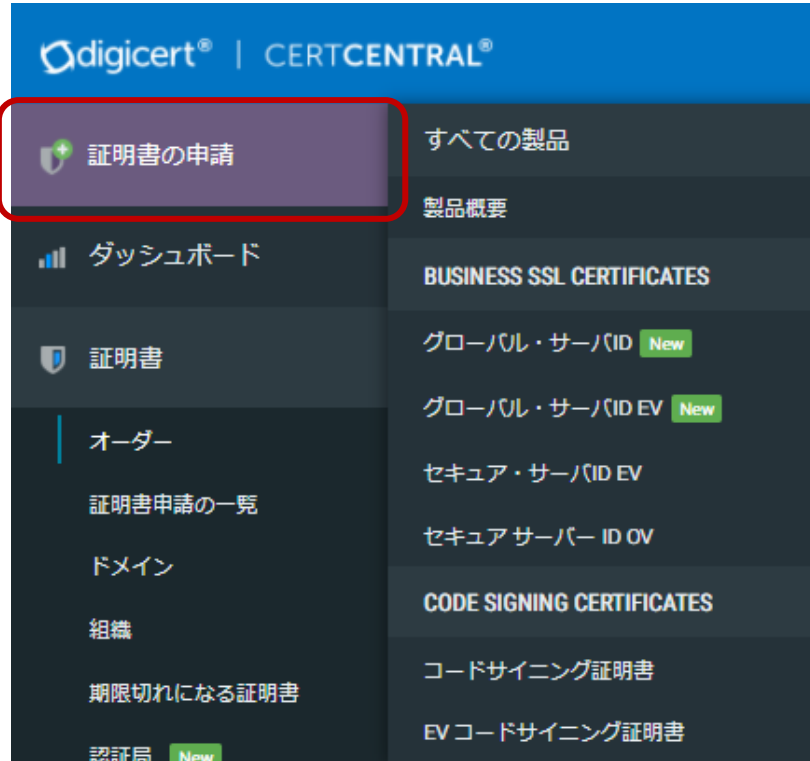 digicert® | CERTCENTRAL®
証明書の申請
ダッシュボード
証明書
オーダー
証明書申請の一覧
ドメイン
組織
期限切れになる証明書
認証局 New
すべての製品
製品概要
BUSINESS SSL CERTIFICATES
グローバル・サーバID New
グローバル・サーバID EV New
セキュア・サーバID EV
セキュア サーバー ID OV
CODE SIGNING CERTIFICATES
コードサイニング証明書
EV コードサイニング証明書